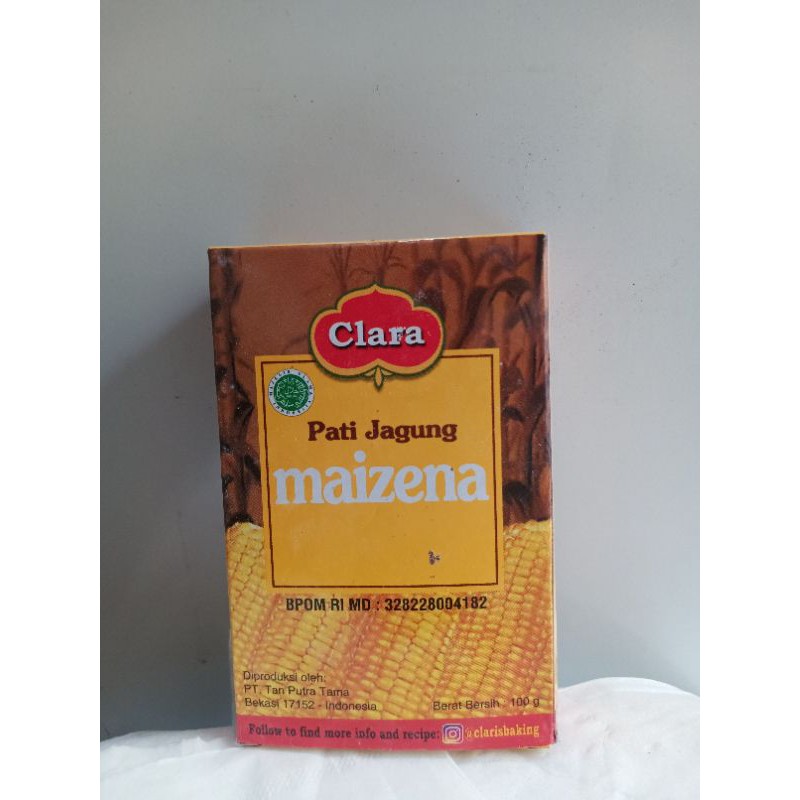 Clara
Pati Jagung
maizena
BPOM RI MD : 328228004182
Diproduksi oleh:
PT. Tan Putra Tama
Bekasi 17152 - Indonesia
Berat Bersih : 100 g
Follow to find more info and recipe: @clarisbaking